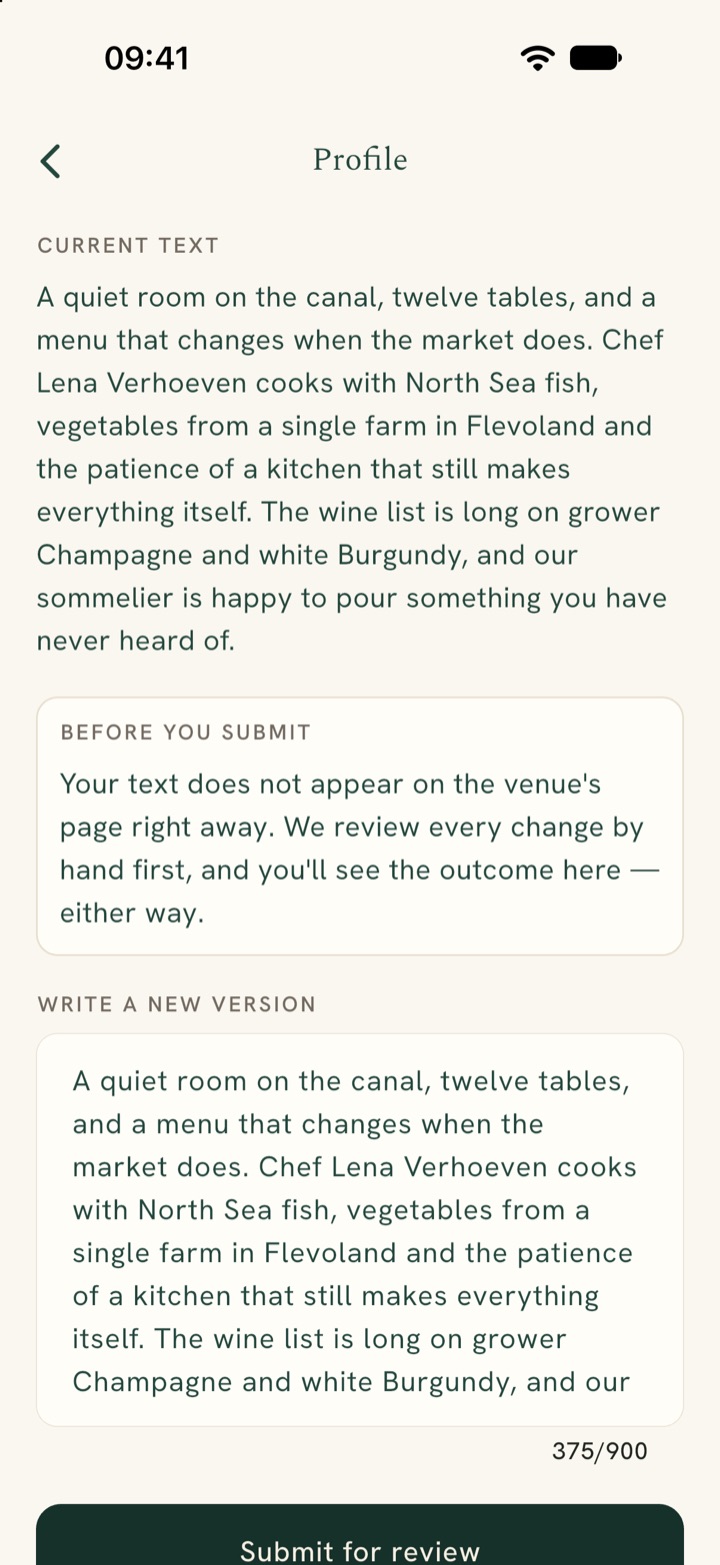 09:41
Profile
CURRENT TEXT
A quiet room on the canal, twelve tables, and a
menu that changes when the market does. Chef
Lena Verhoeven cooks with North Sea fish,
vegetables from a single farm in Flevoland and
the patience of a kitchen that still makes
everything itself. The wine list is long on grower
Champagne and white Burgundy, and our
sommelier is happy to pour something you have
never heard of.
BEFORE YOU SUBMIT
Your text does not appear on the venue's
page right away. We review every change by
hand first, and you'll see the outcome here —
either way.
WRITE A NEW VERSION
A quiet room on the canal, twelve tables,
and a menu that changes when the
market does. Chef Lena Verhoeven cooks
with North Sea fish, vegetables from a
single farm in Flevoland and the patience
of a kitchen that still makes everything
itself. The wine list is long on grower
Champagne and white Burgundy, and our
375/900
Submit for review